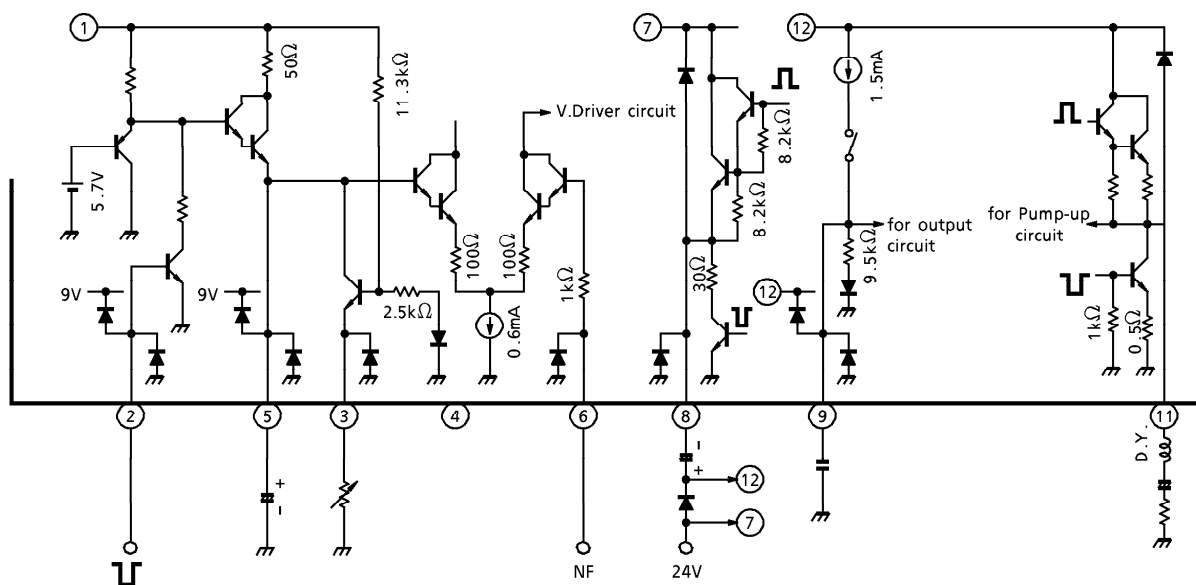 1
7
12
50Ω
11.3kΩ
V.Driver circuit
8.2kΩ
1.5mA
5.7V
8.2kΩ
for output
circuit
for Pump-up
circuit
100Ω
100Ω
9.5kΩ
30Ω
9V
9V
12
2.5kΩ
0.6mA
1kΩ
1kΩ
0.5Ω
2
5
3
4
6
8
9
11
D.Y.
+
-
-
+
12
7
NF
24V